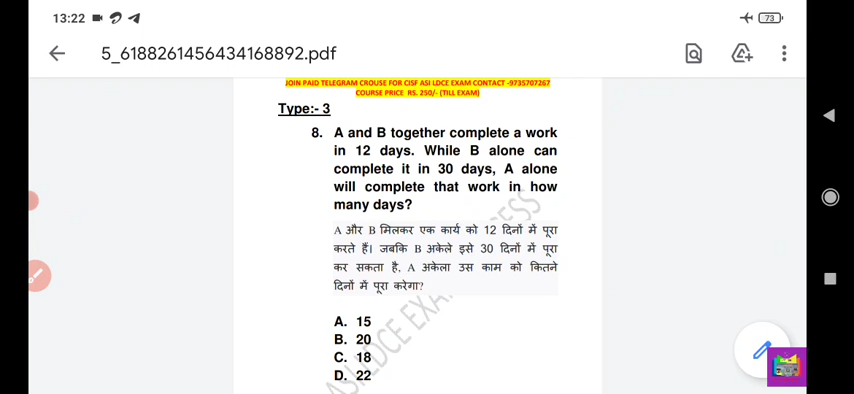 13:22
73
5_6188261456434168892.pdf
JOIN PAID TELEGRAM CROUSE FOR CISF ASI LDCE EXAM CONTACT -9735707267
COURSE PRICE RS. 250/- (TILL EXAM)
Type:- 3
8. A and B together complete a work
in 12 days. While B alone can
complete it in 30 days, A alone
will complete that work in how
many days?
A और B मिलकर एक कार्य को 12 दिनों में पूरा
करते हैं। जबकि B अकेले इसे 30 दिनों में पूरा
कर सकता है, A अकेला उस काम को कितने
दिनों में पूरा करेगा?
A. 15
B. 20
C. 18
D. 22